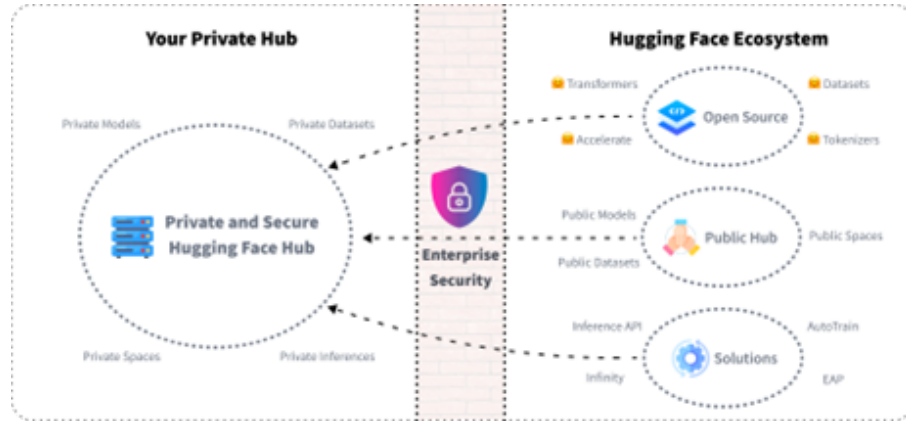 Your Private Hub
Hugging Face Ecosystem
Private Models
Private Datasets
Private and Secure
Hugging Face Hub
Private Spaces
Private Inferences
Enterprise
Security
Transformers
Datasets
Open Source
Accelerate
Tokenizers
Public Models
Public Hub
Public Spaces
Public Datasets
Inference API
AutoTrain
Solutions
Infinity
EAP